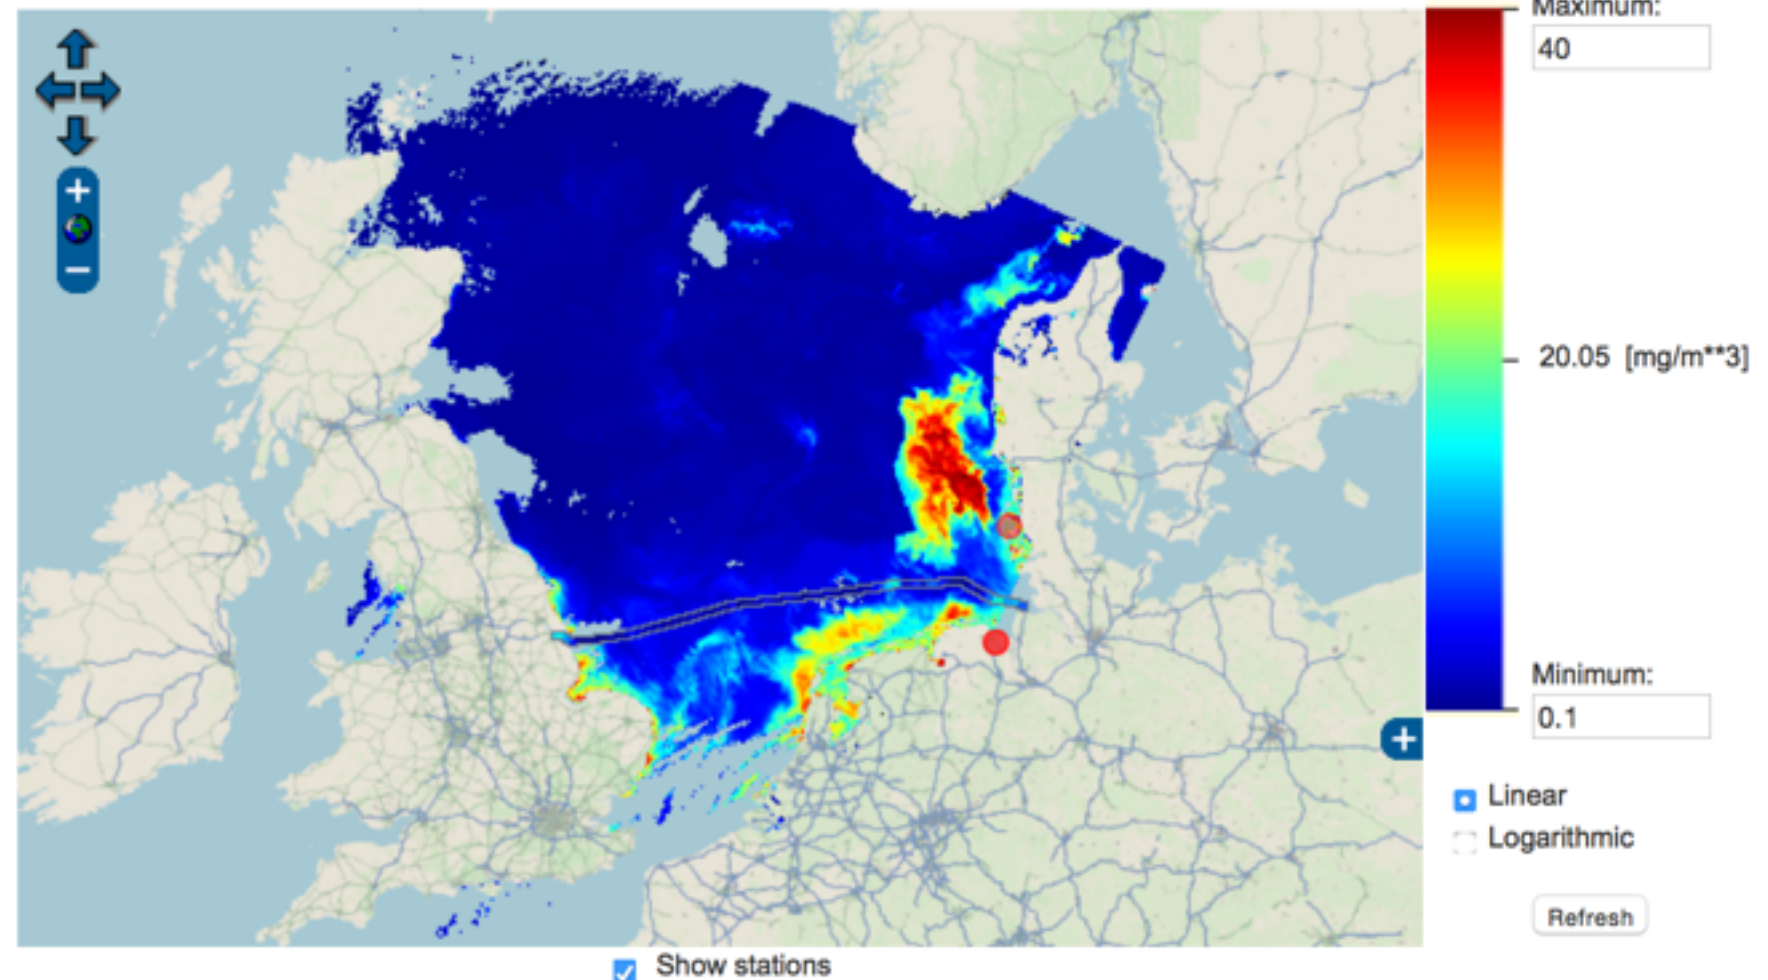 Maximum:
40
20.05 [mg/m**3]
Minimum:
0.1
Linear
Logarithmic
Refresh
Show stations